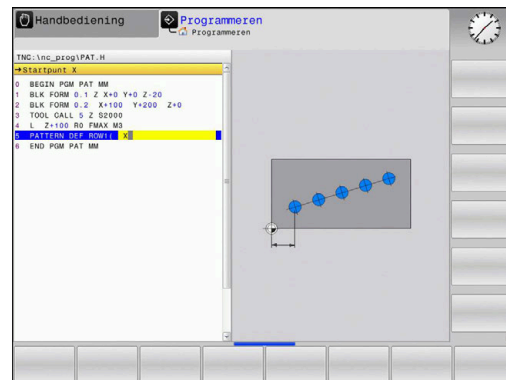 Handbediening
Programmeren
Programmeren
TNC:\nc_prog\PAT.H
→Startpunt X
0 BEGIN PGM PAT MM
1 BLK FORM 0.1 Z X+0 Y+0 Z-20
2 BLK FORM 0.2 X+100 Y+200 Z+0
3 TOOL CALL 5 Z S2000
4 L Z+100 R0 FMAX M3
5 PATTERN DEF ROW1( X
6 END PGM PAT MM